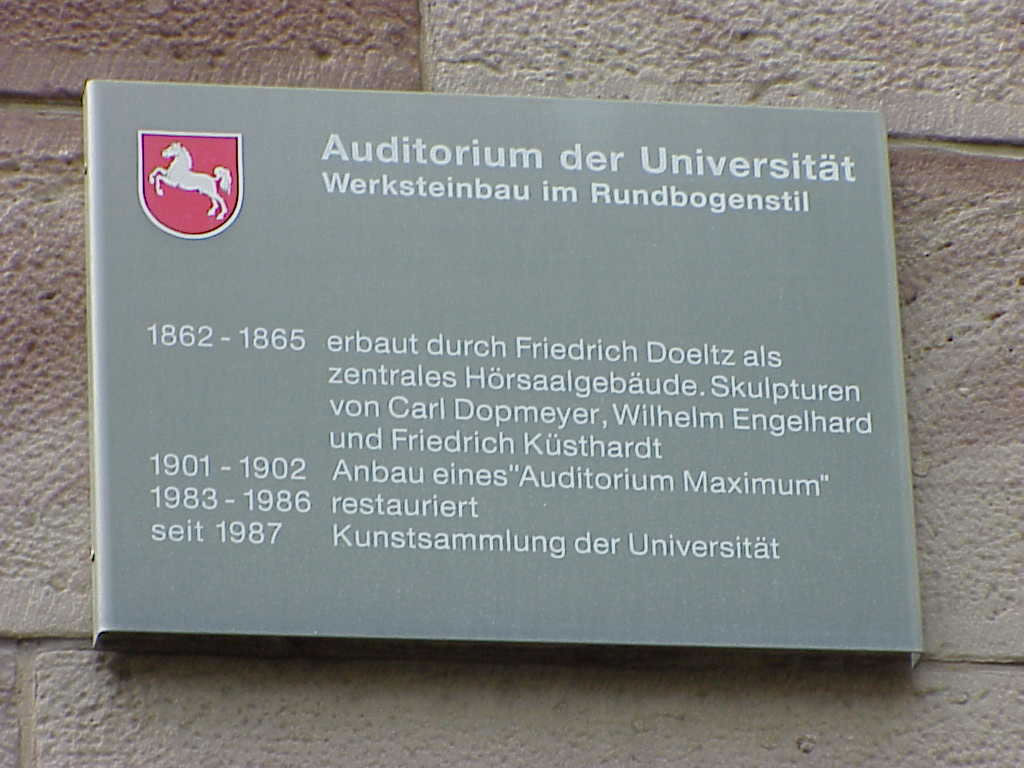 Auditorium der Universität
Werksteinbau im Rundbogenstil
1862 - 1865 erbaut durch Friedrich Doeltz als
zentrales Hörsaalgebäude. Skulpturen
von Carl Dopmeyer, Wilhelm Engelhard
und Friedrich Küsthardt
1901 - 1902 Anbau eines "Auditorium Maximum"
1983 - 1986 restauriert
seit 1987 Kunstsammlung der Universität